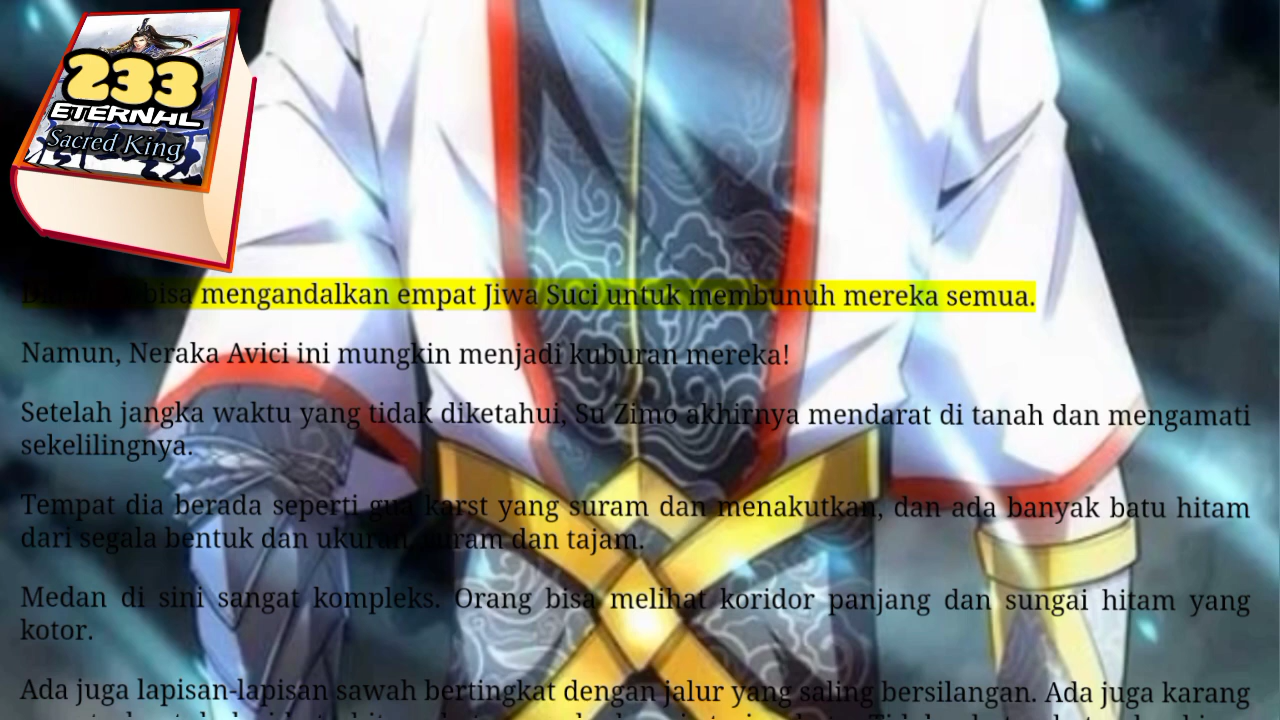 233
ETERNAL
Sacred King
bisa mengandalkan empat Jiwa Suci untuk membunuh mereka semua.
Namun, Neraka Avici ini mungkin menjadi kuburan mereka!
Setelah jangka waktu yang tidak diketahui, Su Zimo akhirnya mendarat di tanah dan mengamati
sekelilingnya.
Tempat dia berada seperti gua karst yang suram dan menakutkan, dan ada banyak batu hitam
dari segala bentuk dan ukuran, suram dan tajam.
Medan di sini sangat kompleks. Orang bisa melihat koridor panjang dan sungai hitam yang
kotor.
Ada juga lapisan-lapisan sawah bertingkat dengan jalur yang saling bersilangan. Ada juga karang